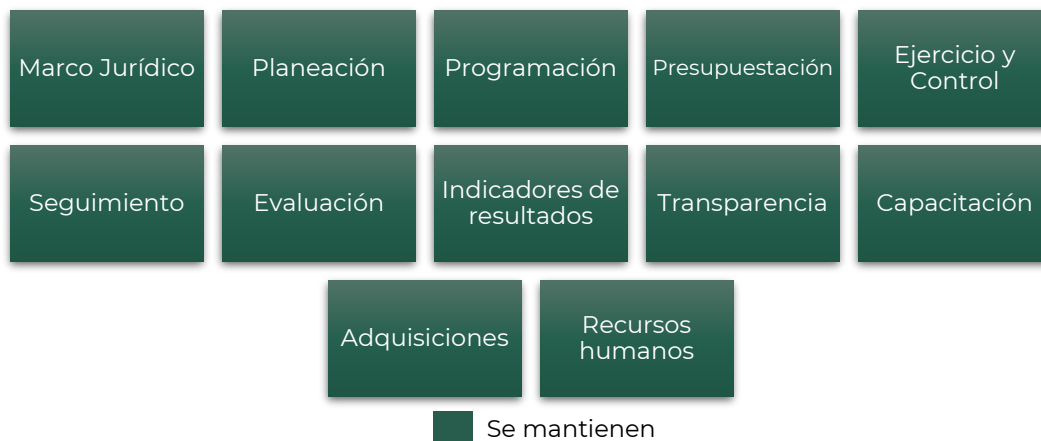 Marco Jurídico
Planeación
Programación
Presupuestación
Ejercicio y
Control
Seguimiento
Evaluación
Indicadores de
resultados
Transparencia
Capacitación
Adquisiciones
Recursos
humanos
Se mantienen